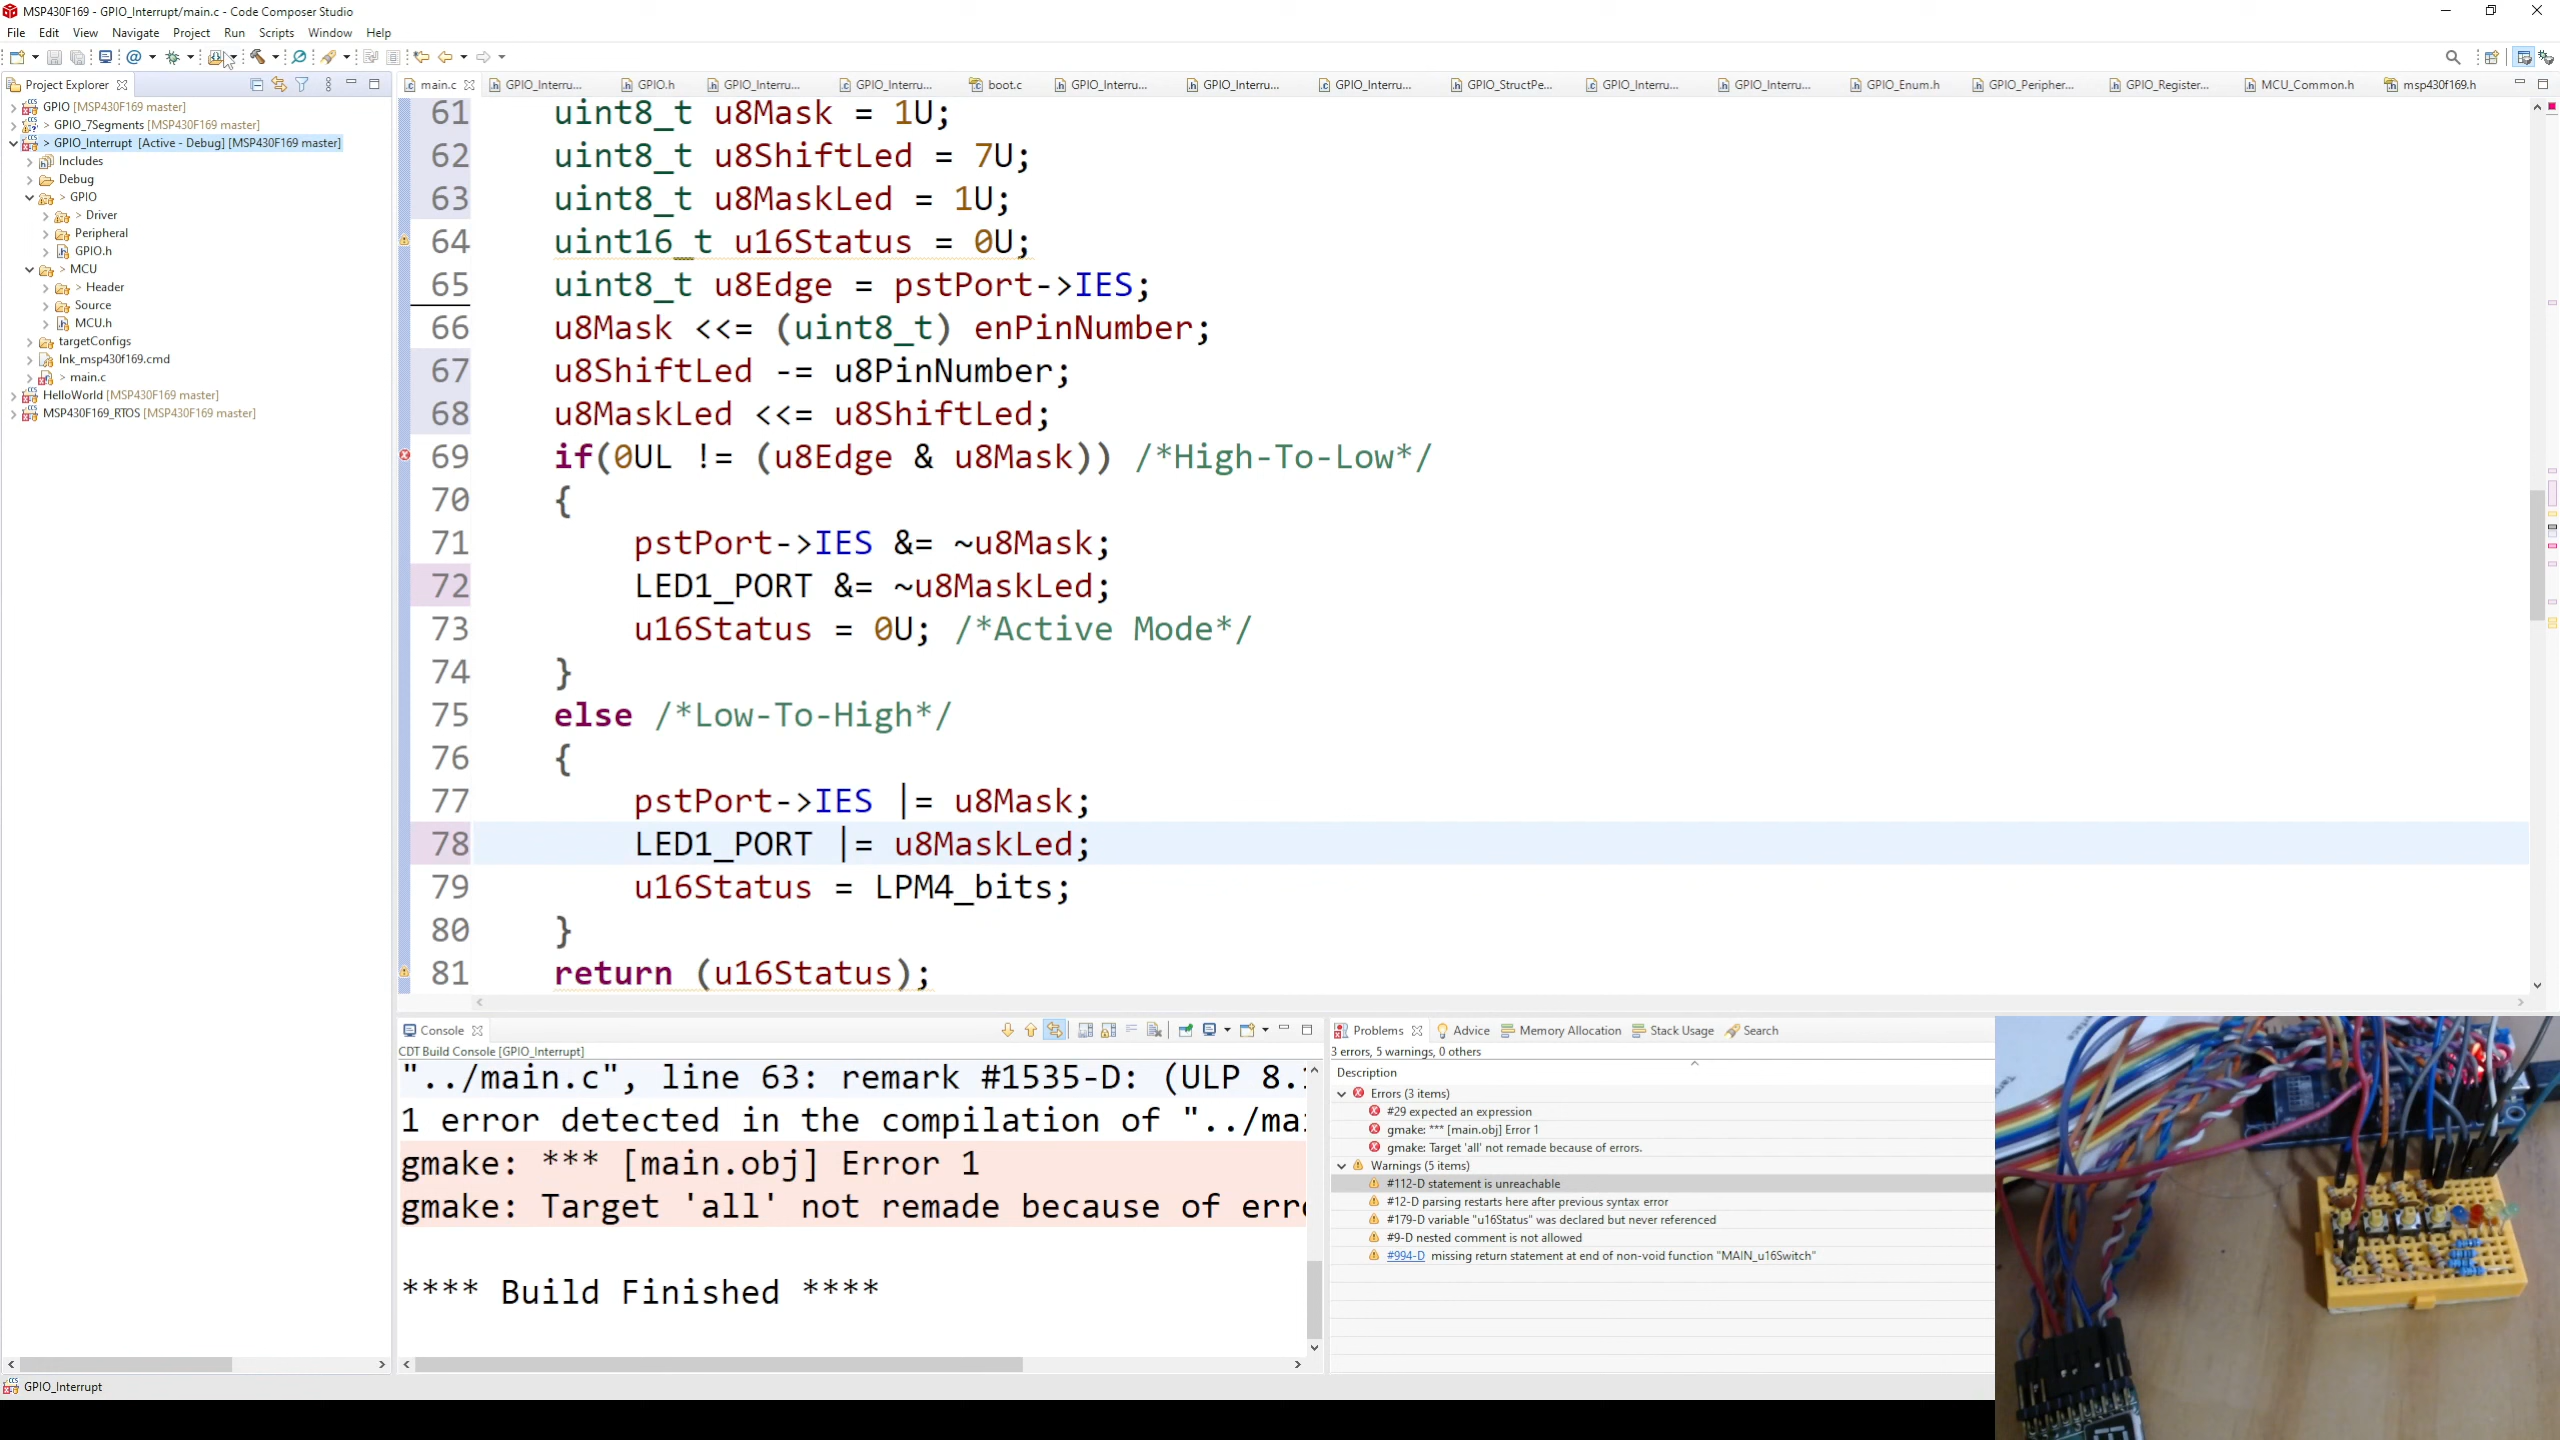 MSP430F169 - GPIO_Interrupt/main.c - Code Composer Studio
File Edit View Navigate Project Run Scripts Window Help
Project Explorer
main.c GPIO_Interru... GPIO.h GPIO_Interru... GPIO_Interru... boot.c GPIO_Interru... GPIO_Interru... GPIO_Interru... GPIO_StructPe... GPIO_Interru... GPIO_Interru... GPIO_Enum.h GPIO_Peripher... GPIO_Register... MCU_Common.h msp430f169.h
GPIO [MSP430F169 master]
> GPIO_7Segments [MSP430F169 master]
> GPIO_Interrupt [Active - Debug] [MSP430F169 master]
Includes
Debug
> GPIO
> Driver
Peripheral
GPIO.h
> MCU
> Header
Source
MCU.h
targetConfigs
lnk_msp430f169.cmd
> main.c
HelloWorld [MSP430F169 master]
MSP430F169_RTOS [MSP430F169 master]
61 uint8_t u8Mask = 1U;
62 uint8_t u8ShiftLed = 7U;
63 uint8_t u8MaskLed = 1U;
64 uint16_t u16Status = 0U;
65 uint8_t u8Edge = pstPort->IES;
66 u8Mask <<= (uint8_t) enPinNumber;
67 u8ShiftLed -= u8PinNumber;
68 u8MaskLed <<= u8ShiftLed;
69 if(0UL != (u8Edge & u8Mask)) /*High-To-Low*/
70 {
71 pstPort->IES &= ~u8Mask;
72 LED1_PORT &= ~u8MaskLed;
73 u16Status = 0U; /*Active Mode*/
74 }
75 else /*Low-To-High*/
76 {
77 pstPort->IES |= u8Mask;
78 LED1_PORT |= u8MaskLed;
79 u16Status = LPM4_bits;
80 }
81 return (u16Status);
Console
CDT Build Console [GPIO_Interrupt]
"../main.c", line 63: remark #1535-D: (ULP 8.
1 error detected in the compilation of "../ma
gmake: *** [main.obj] Error 1
gmake: Target 'all' not remade because of err
**** Build Finished ****
Problems Advice Memory Allocation Stack Usage Search
3 errors, 5 warnings, 0 others
Description
Errors (3 items)
#29 expected an expression
gmake: *** [main.obj] Error 1
gmake: Target 'all' not remade because of errors.
Warnings (5 items)
#112-D statement is unreachable
#12-D parsing restarts here after previous syntax error
#179-D variable "u16Status" was declared but never referenced
#9-D nested comment is not allowed
#994-D missing return statement at end of non-void function "MAIN_u16Switch"
GPIO_Interrupt